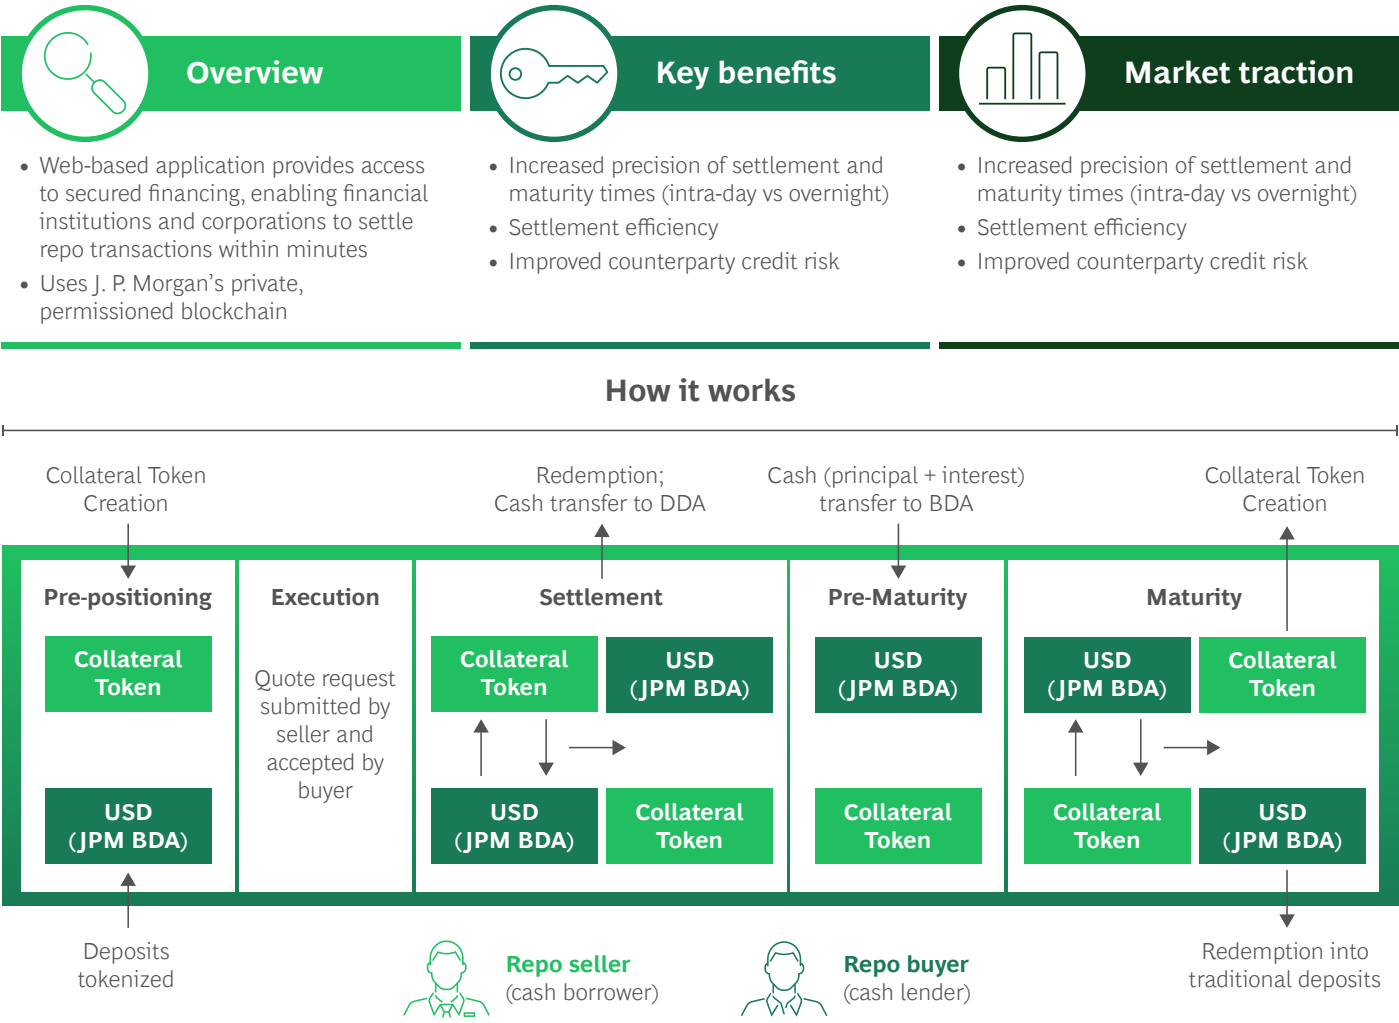 Overview
• Web-based application provides access
to secured financing, enabling financial
institutions and corporations to settle
repo transactions within minutes
• Uses J. P. Morgan's private,
permissioned blockchain
Key benefits
• Increased precision of settlement and
maturity times (intra-day vs overnight)
• Settlement efficiency
• Improved counterparty credit risk
Market traction
• Increased precision of settlement and
maturity times (intra-day vs overnight)
• Settlement efficiency
• Improved counterparty credit risk
How it works
Collateral Token
Creation
Redemption;
Cash transfer to DDA
Cash (principal + interest)
transfer to BDA
Collateral Token
Creation
Pre-positioning
Collateral
Token
USD
(JPM BDA)
Execution
Quote request
submitted by
seller and
accepted by
buyer
Settlement
Collateral
Token
USD
(JPM BDA)
USD
(JPM BDA)
Collateral
Token
Pre-Maturity
USD
(JPM BDA)
Collateral
Token
Maturity
USD
(JPM BDA)
Collateral
Token
Collateral
Token
USD
(JPM BDA)
Deposits
tokenized
Repo seller
(cash borrower)
Repo buyer
(cash lender)
Redemption into
traditional deposits